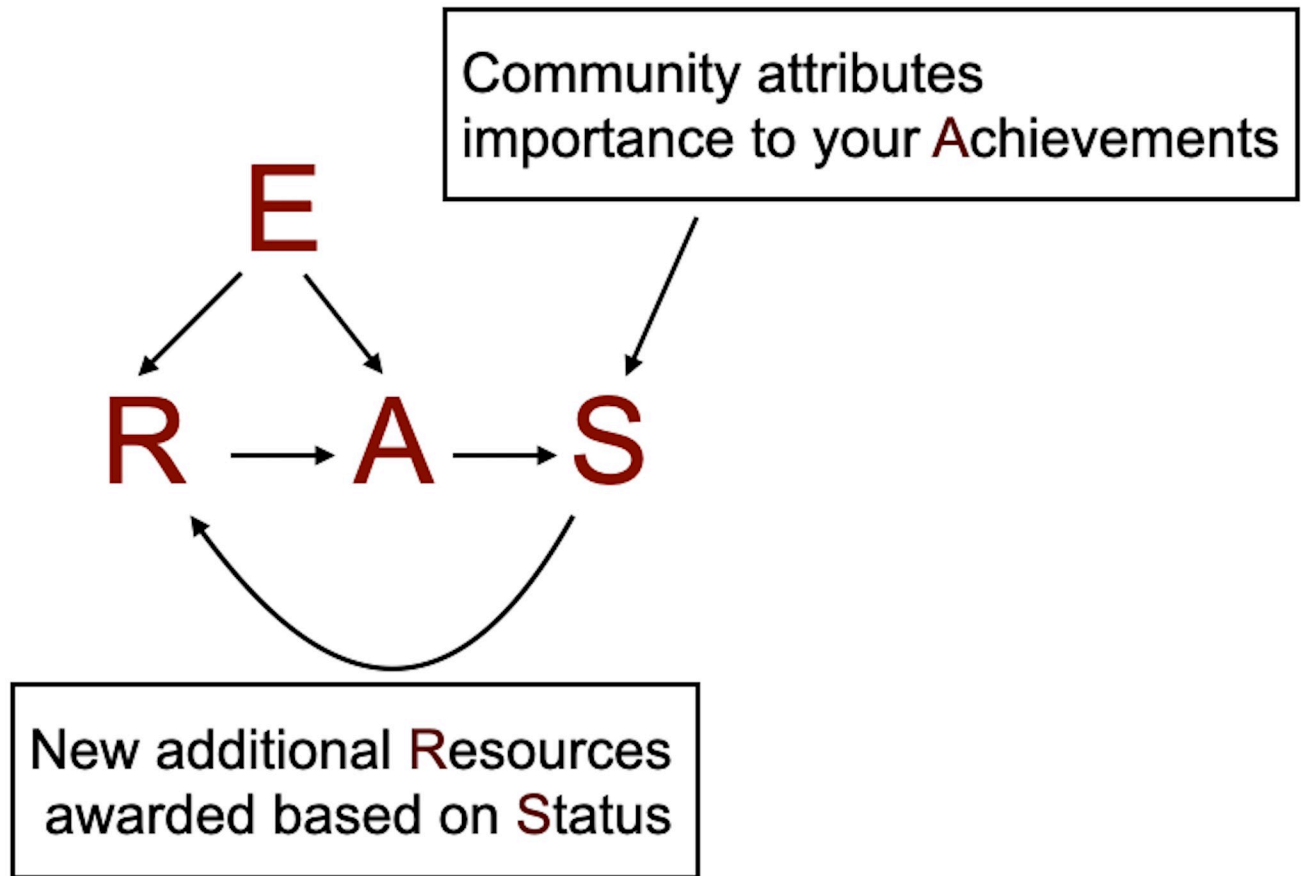 Community attributes
importance to your Achievements
E
R A S
New additional Resources
awarded based on Status